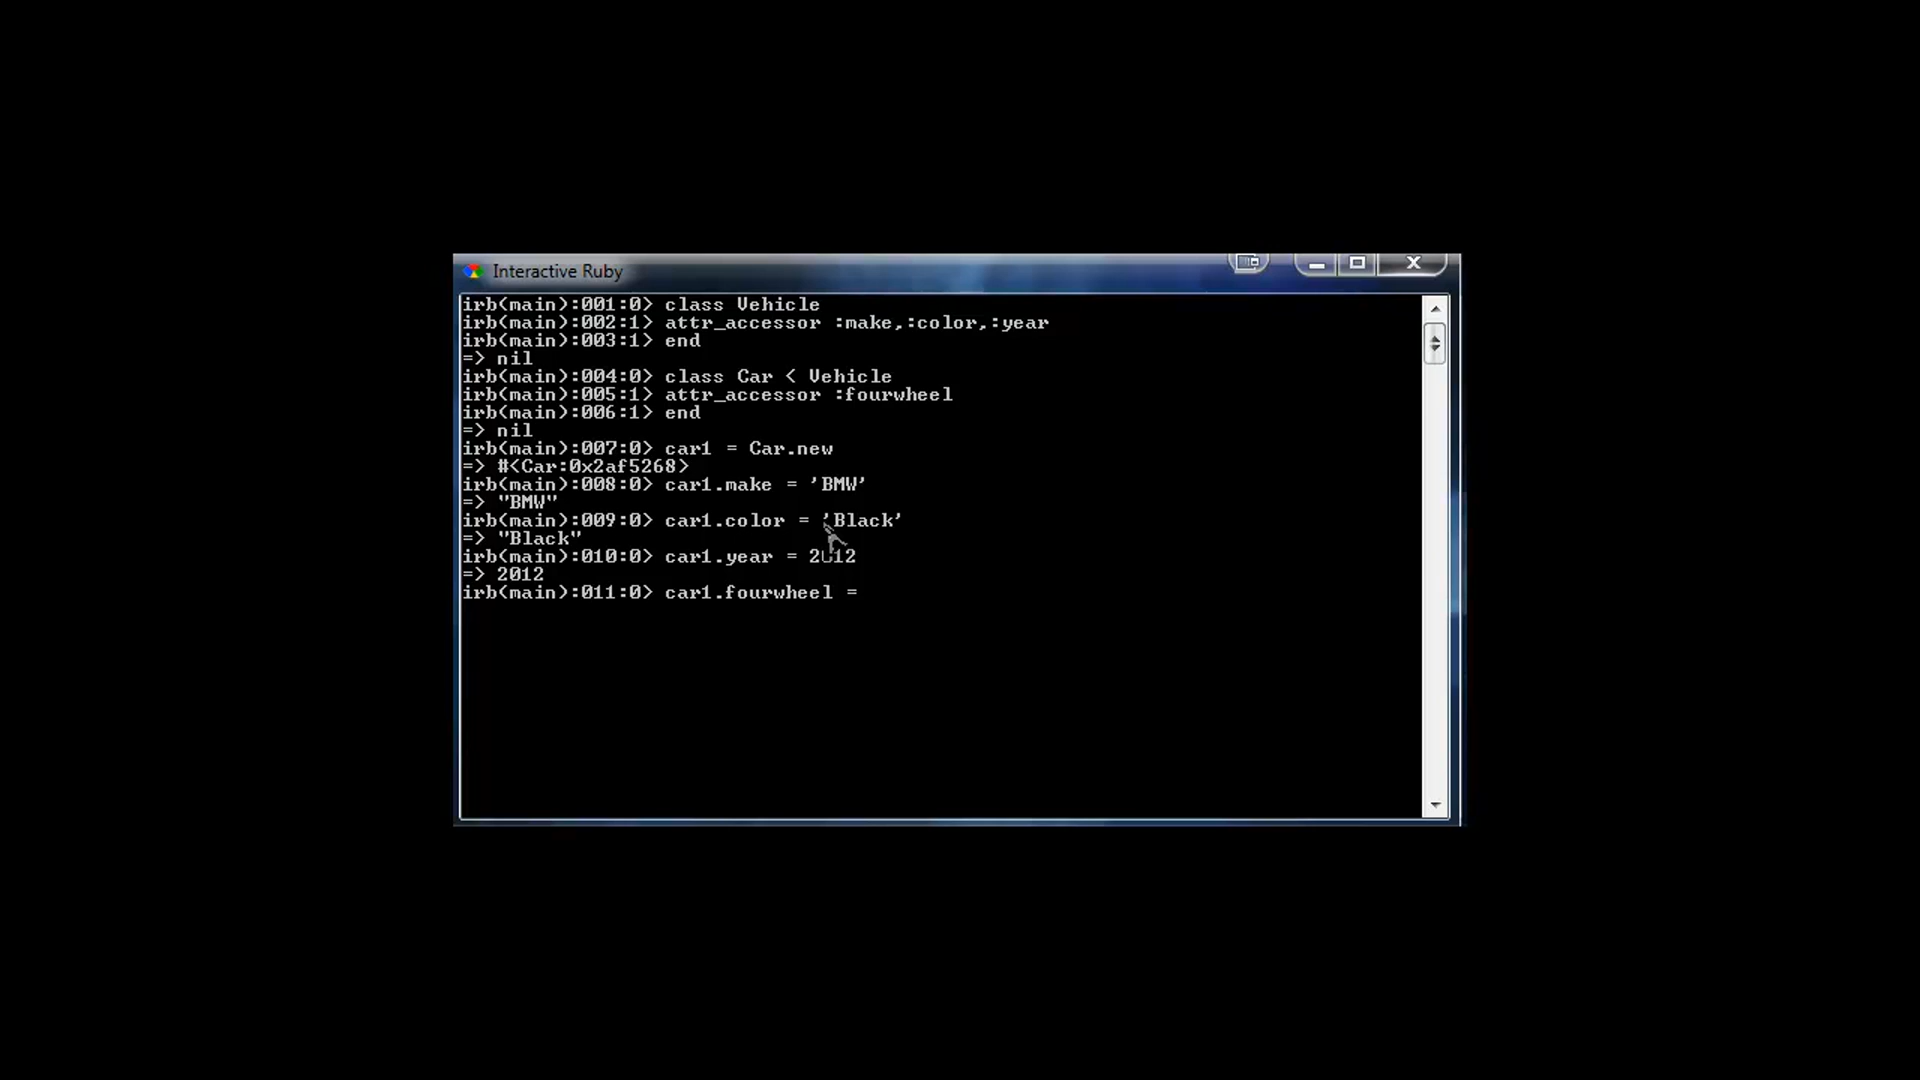 Interactive Ruby
irb(main):001:0> class Vehicle
irb(main):002:1> attr_accessor :make,:color,:year
irb(main):003:1> end
=> nil
irb(main):004:0> class Car < Vehicle
irb(main):005:1> attr_accessor :fourwheel
irb(main):006:1> end
=> nil
irb(main):007:0> car1 = Car.new
=> #<Car:0x2af5268>
irb(main):008:0> car1.make = 'BMW'
=> "BMW"
irb(main):009:0> car1.color = 'Black'
=> "Black"
irb(main):010:0> car1.year = 2012
=> 2012
irb(main):011:0> car1.fourwheel =